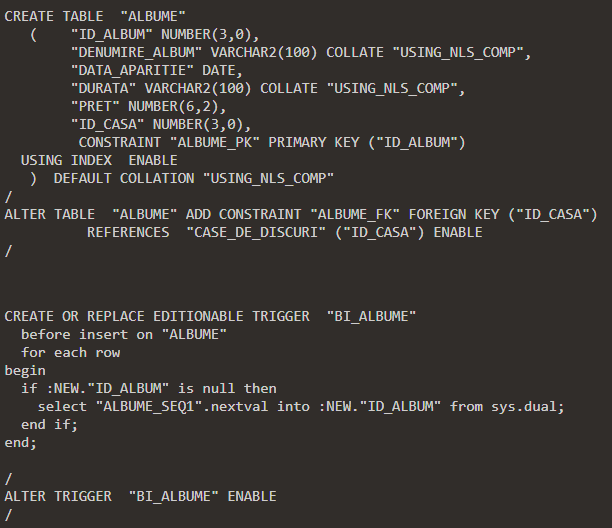 CREATE TABLE  "ALBUME"
   (    "ID_ALBUM" NUMBER(3,0),
        "DENUMIRE_ALBUM" VARCHAR2(100) COLLATE "USING_NLS_COMP",
        "DATA_APARITIE" DATE,
        "DURATA" VARCHAR2(100) COLLATE "USING_NLS_COMP",
        "PRET" NUMBER(6,2),
        "ID_CASA" NUMBER(3,0),
         CONSTRAINT "ALBUME_PK" PRIMARY KEY ("ID_ALBUM")
  USING INDEX  ENABLE
   )  DEFAULT COLLATION "USING_NLS_COMP"
/
ALTER TABLE  "ALBUME" ADD CONSTRAINT "ALBUME_FK" FOREIGN KEY ("ID_CASA")
          REFERENCES  "CASE_DE_DISCURI" ("ID_CASA") ENABLE
/
CREATE OR REPLACE EDITIONABLE TRIGGER  "BI_ALBUME"
  before insert on "ALBUME"
  for each row
begin
  if :NEW."ID_ALBUM" is null then
    select "ALBUME_SEQ1".nextval into :NEW."ID_ALBUM" from sys.dual;
  end if;
end;
/
ALTER TRIGGER  "BI_ALBUME" ENABLE
/